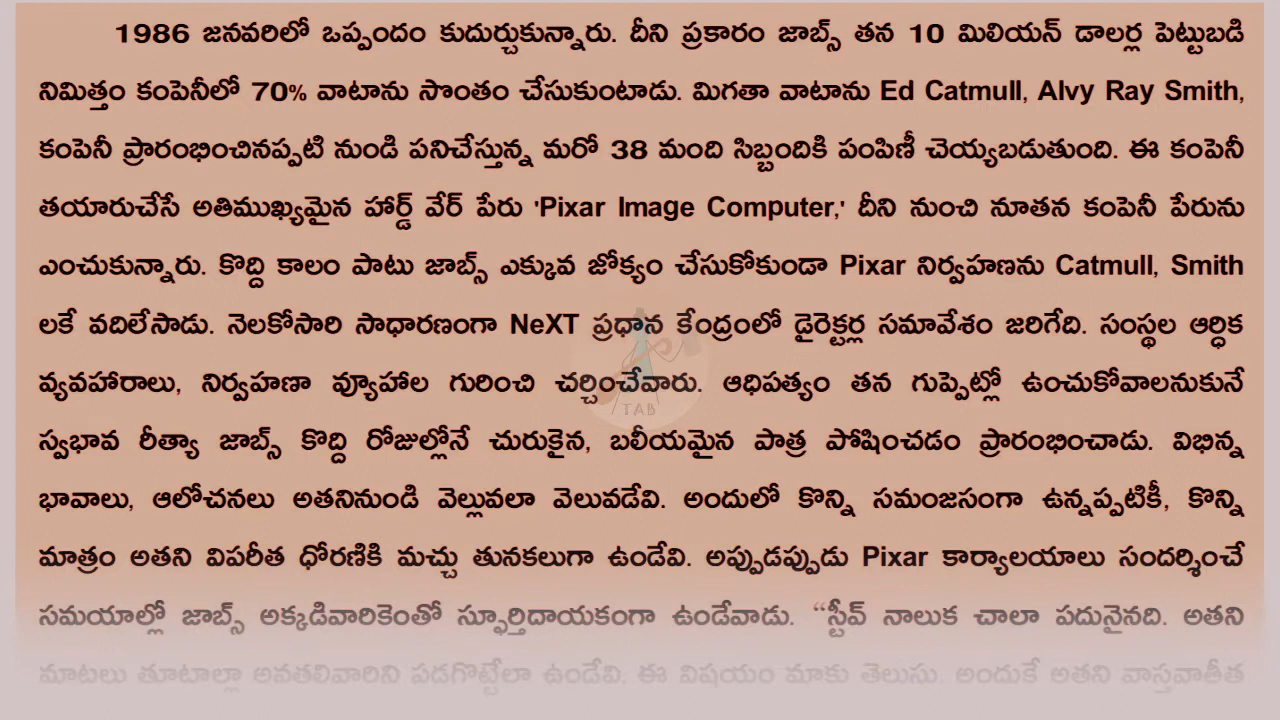 1986 జనవరిలో ఒప్పందం కుదుర్చుకున్నారు. దీని ప్రకారం జాబ్స్ తన 10 మిలియన్ డాలర్ల పెట్టుబడి
నిమిత్తం కంపెనీలో 70% వాటాను సొంతం చేసుకుంటాడు. మిగతా వాటాను Ed Catmull, Alvy Ray Smith,
కంపెనీ ప్రారంభించినప్పటి నుండి పనిచేస్తున్న మరో 38 మంది సిబ్బందికి పంపిణీ చెయ్యబడుతుంది. ఈ కంపెనీ
తయారుచేసే అతిముఖ్యమైన హార్డ్ వేర్ పేరు 'Pixar Image Computer,' దీని నుంచి నూతన కంపెనీ పేరును
ఎంచుకున్నారు. కొద్ది కాలం పాటు జాబ్స్ ఎక్కువ జోక్యం చేసుకోకుండా Pixar నిర్వహణను Catmull, Smith
లకే వదిలేసాడు. నెలకోసారి సాధారణంగా NeXT ప్రధాన కేంద్రంలో డైరెక్టర్ల సమావేశం జరిగేది. సంస్థల ఆర్ధిక
వ్యవహారాలు, నిర్వహణా వ్యూహాల గురించి చర్చించేవారు. ఆధిపత్యం తన గుప్పెట్లో ఉంచుకోవాలనుకునే
స్వభావ రీత్యా జాబ్స్ కొద్ది రోజుల్లోనే చురుకైన, బలీయమైన పాత్ర పోషించడం ప్రారంభించాడు. విభిన్న
భావాలు, ఆలోచనలు అతనినుండి వెల్లువలా వెలువడేవి. అందులో కొన్ని సమంజసంగా ఉన్నప్పటికీ, కొన్ని
మాత్రం అతని విపరీత ధోరణికి మచ్చు తునకలుగా ఉండేవి. అప్పుడప్పుడు Pixar కార్యాలయాలు సందర్శించే
సమయాల్లో జాబ్స్ అక్కడివారికెంతో స్ఫూర్తిదాయకంగా ఉండేవాడు. “స్టీవ్ నాలుక చాలా పదునైనది. అతని
మాటలు తూటాల్లా అవతలివారిని పడగొట్టేలా ఉండేవి. ఈ విషయం మాకు తెలుసు. అందుకే అతని వాస్తవాతీత
TAB